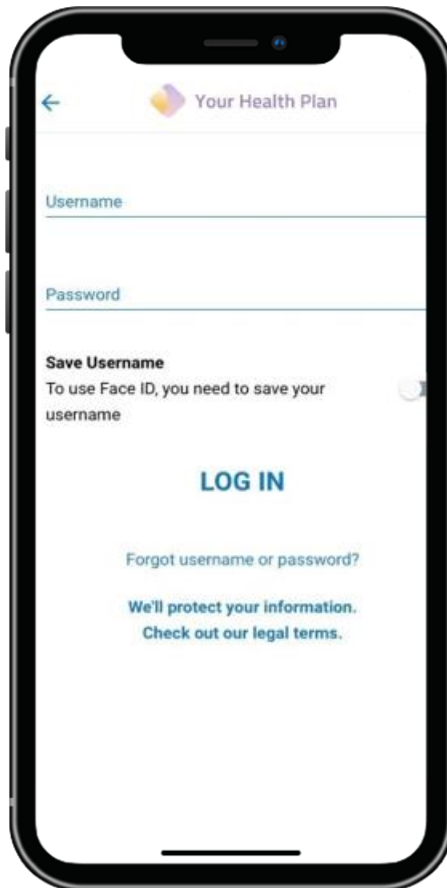 Your Health Plan
Username
Password
Save Username
To use Face ID, you need to save your
username
LOG IN
Forgot username or password?
We'll protect your information.
Check out our legal terms.